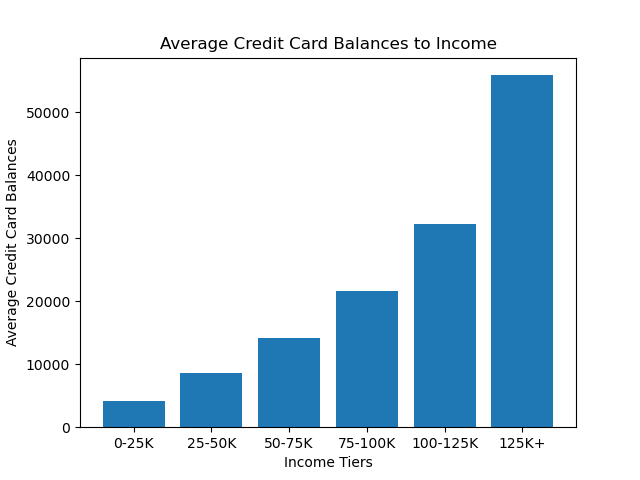 Average Credit Card Balances to Income
Average Credit Card Balances
50000
40000
30000
20000
10000
0
0-25K 25-50K 50-75K 75-100K 100-125K 125K+
Income Tiers